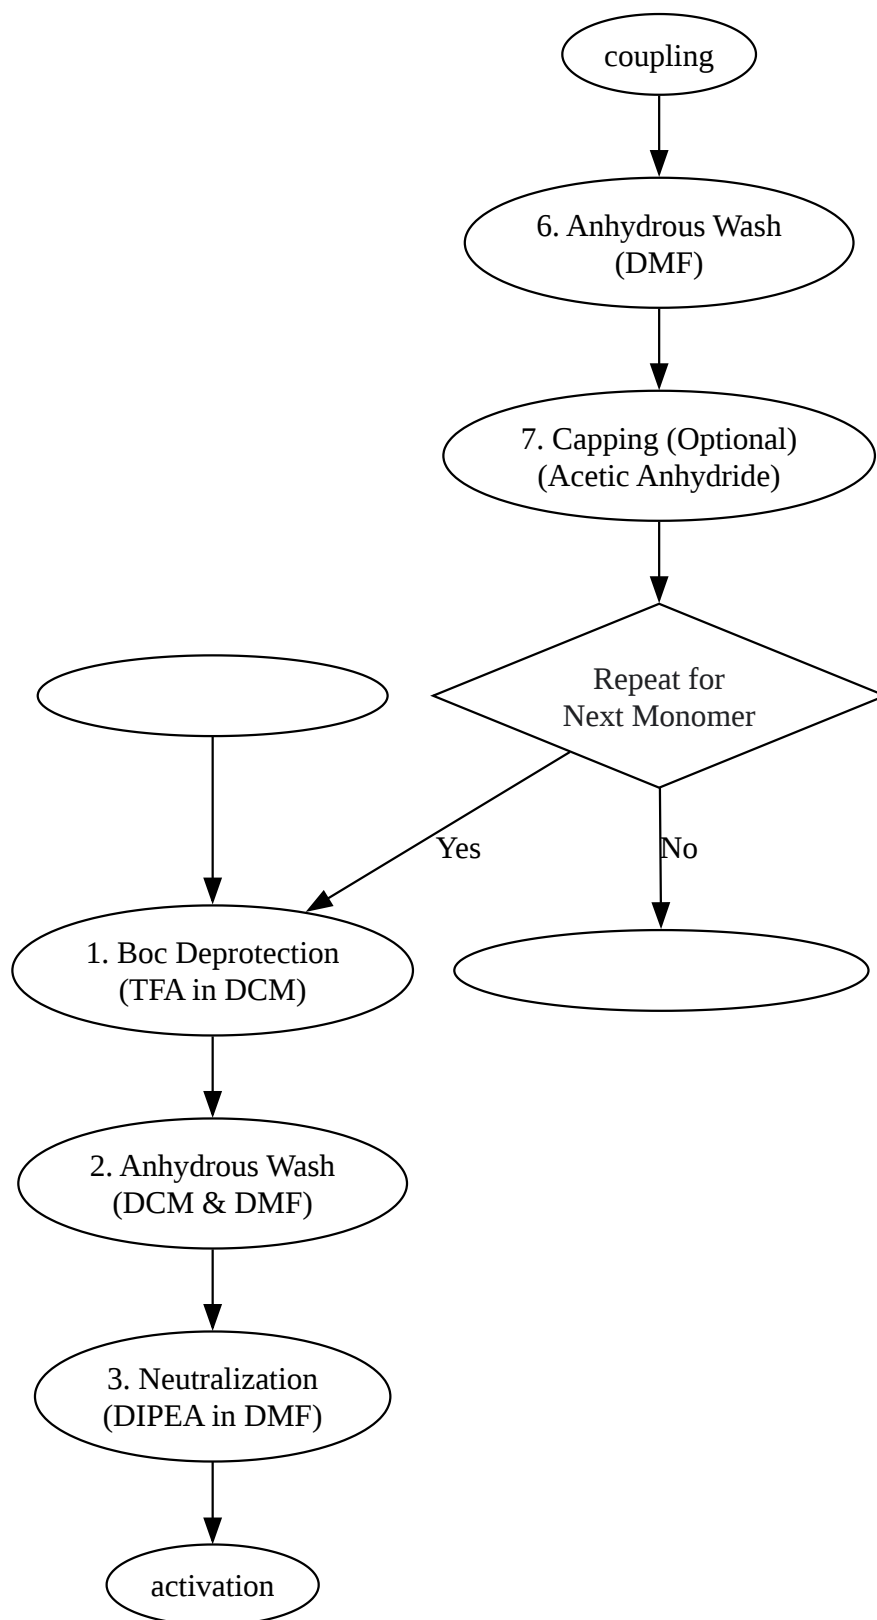 coupling
6. Anhydrous Wash
(DMF)
7. Capping (Optional)
(Acetic Anhydride)
Repeat for
Next Monomer
Yes
No
1. Boc Deprotection
(TFA in DCM)
2. Anhydrous Wash
(DCM & DMF)
3. Neutralization
(DIPEA in DMF)
activation